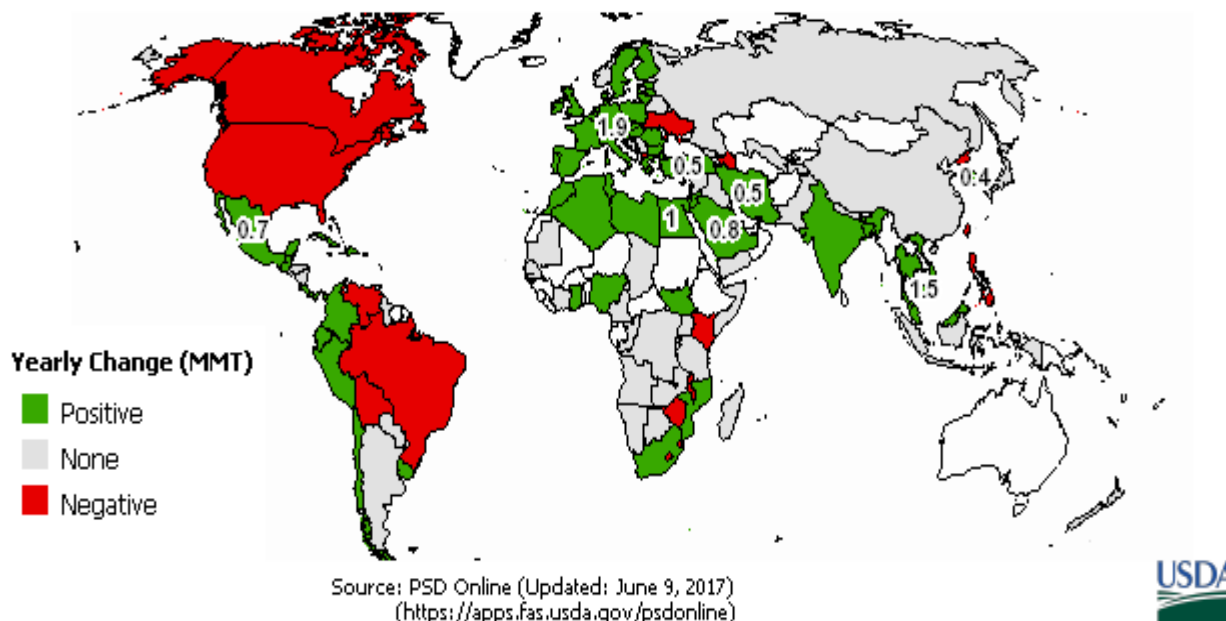 1.9
0.5
0.4
0.5
0.7
1
0.8
1.5
Yearly Change (MMT)
Positive
None
Negative
Source: PSD Online (Updated: June 9, 2017)
(https://apps.fas.usda.gov/psdonline)
USDA